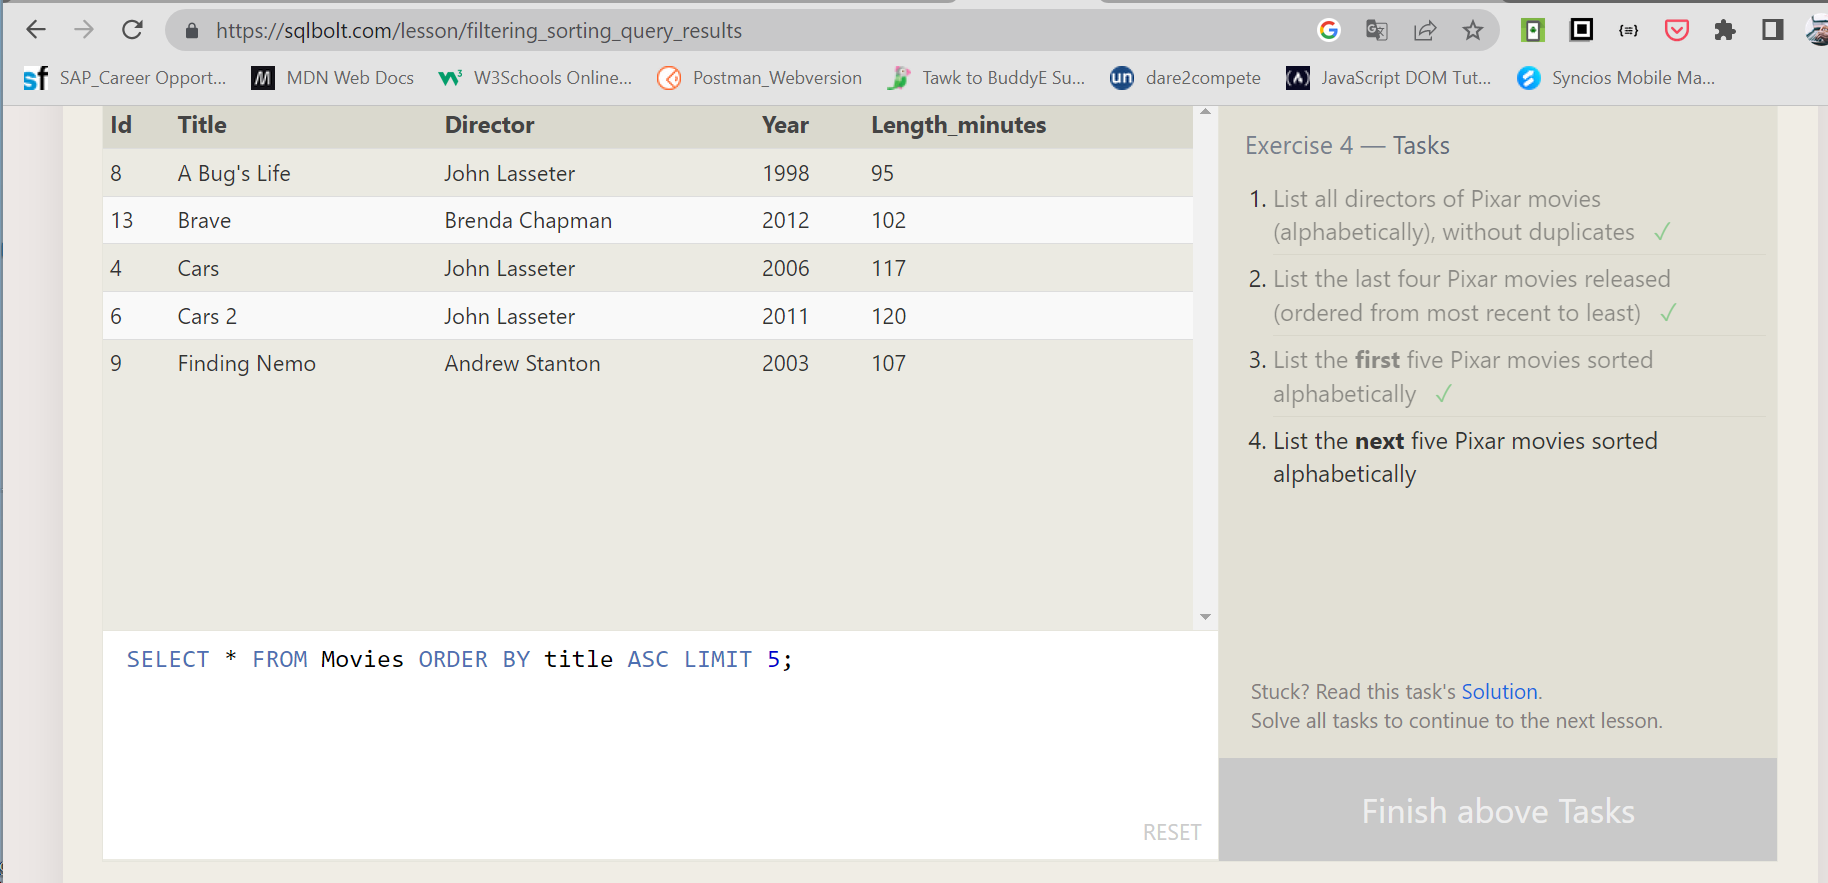 https://sqlbolt.com/lesson/filtering_sorting_query_results
SAP_Career Opport...
MDN Web Docs
W3Schools Online...
Postman_Webversion
Tawk to BuddyE Su...
dare2compete
JavaScript DOM Tut...
Syncios Mobile Ma...
Id Title Director Year Length_minutes
8 A Bug's Life John Lasseter 1998 95
13 Brave Brenda Chapman 2012 102
4 Cars John Lasseter 2006 117
6 Cars 2 John Lasseter 2011 120
9 Finding Nemo Andrew Stanton 2003 107
SELECT * FROM Movies ORDER BY title ASC LIMIT 5;
RESET
Exercise 4 — Tasks
1. List all directors of Pixar movies
(alphabetically), without duplicates ✓
2. List the last four Pixar movies released
(ordered from most recent to least) ✓
3. List the first five Pixar movies sorted
alphabetically ✓
4. List the next five Pixar movies sorted
alphabetically
Stuck? Read this task's Solution.
Solve all tasks to continue to the next lesson.
Finish above Tasks